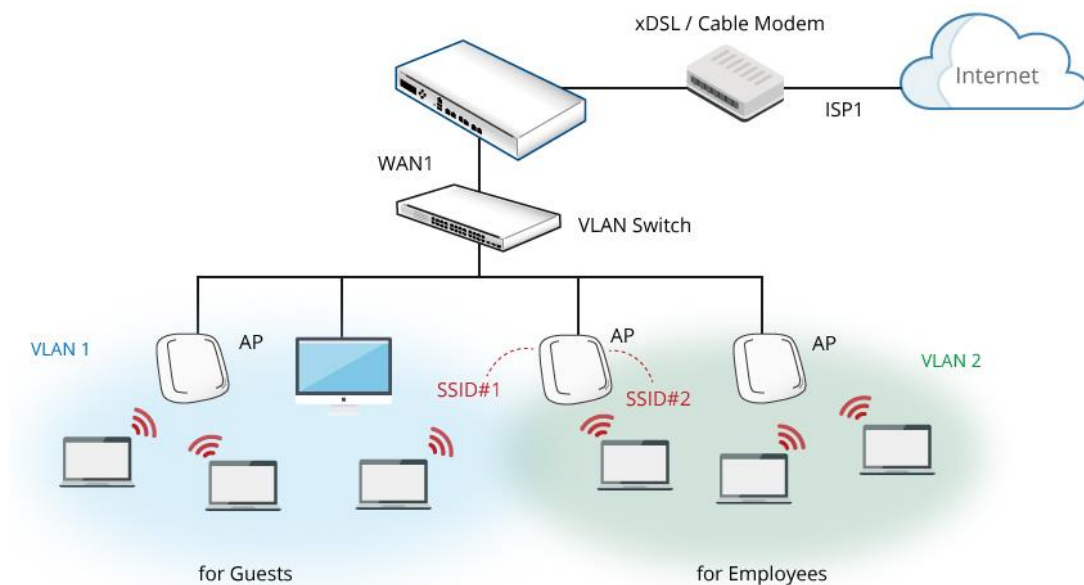 xDSL / Cable Modem
Internet
ISP1
WAN1
VLAN Switch
VLAN 1
AP
AP
AP
VLAN 2
SSID#1
SSID#2
for Guests
for Employees